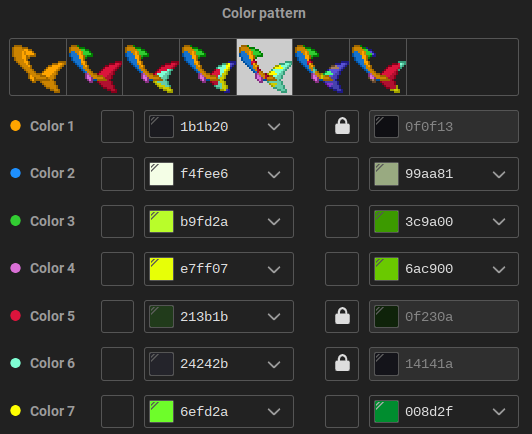 Color pattern
Color 1 1b1b20 0f0f13
Color 2 f4fee6 99aa81
Color 3 b9fd2a 3c9a00
Color 4 e7ff07 6ac900
Color 5 213b1b 0f230a
Color 6 24242b 14141a
Color 7 6efd2a 008d2f